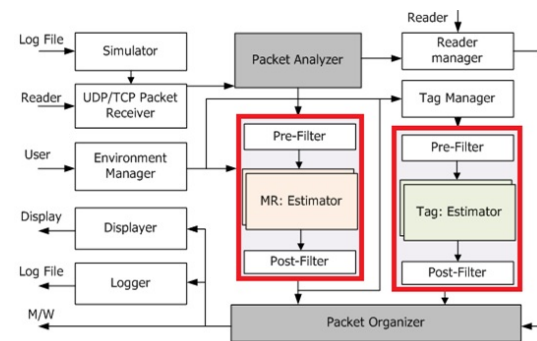 Log File
Simulator
Packet Analyzer
Reader
Reader
manager
Reader
UDP/TCP Packet
Receiver
Tag Manager
User
Environment
Manager
Pre-Filter
MR: Estimator
Post-Filter
Pre-Filter
Tag: Estimator
Post-Filter
Display
Displayer
Log File
Logger
M/W
Packet Organizer